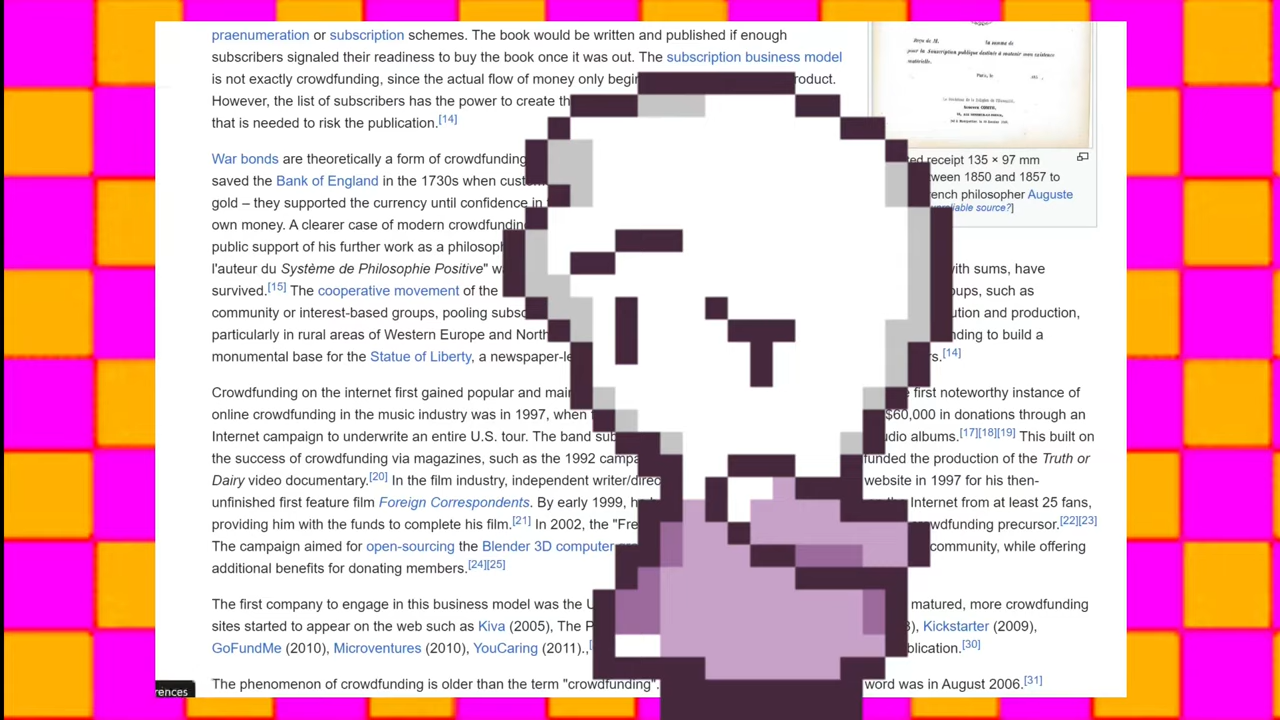 praenumeration or subscription schemes. The book would be written and published if enough
subscribers signaled their readiness to buy the book once it was out. The subscription business model
is not exactly crowdfunding, since the actual flow of money only begin roduct.
However, the list of subscribers has the power to create th
that is needed to risk the publication.[14]
War bonds are theoretically a form of crowdfunding
saved the Bank of England in the 1730s when cust
gold – they supported the currency until confidence in
own money. A clearer case of modern crowdfundin
public support of his further work as a philosoph
l'auteur du Système de Philosophie Positive" w with sums, have
survived.[15] The cooperative movement of the oups, such as
community or interest-based groups, pooling subsc ution and production,
particularly in rural areas of Western Europe and North nding to build a
monumental base for the Statue of Liberty, a newspaper-le rs.[14]
Paris, le
ted receipt 135 × 97 mm
tween 1850 and 1857 to
ench philosopher Auguste
reliable source?]
Crowdfunding on the internet first gained popular and mai e first noteworthy instance of
online crowdfunding in the music industry was in 1997, when $60,000 in donations through an
Internet campaign to underwrite an entire U.S. tour. The band sub udio albums.[17][18][19] This built on
the success of crowdfunding via magazines, such as the 1992 campa funded the production of the Truth or
Dairy video documentary.[20] In the film industry, independent writer/direc website in 1997 for his then-
unfinished first feature film Foreign Correspondents. By early 1999, he the Internet from at least 25 fans,
providing him with the funds to complete his film.[21] In 2002, the "Fre owdfunding precursor.[22][23]
The campaign aimed for open-sourcing the Blender 3D computer community, while offering
additional benefits for donating members.[24][25]
The first company to engage in this business model was the U matured, more crowdfunding
sites started to appear on the web such as Kiva (2005), The P ), Kickstarter (2009),
GoFundMe (2010), Microventures (2010), YouCaring (2011)., blication.[30]
The phenomenon of crowdfunding is older than the term "crowdfunding". word was in August 2006.[31]
rences